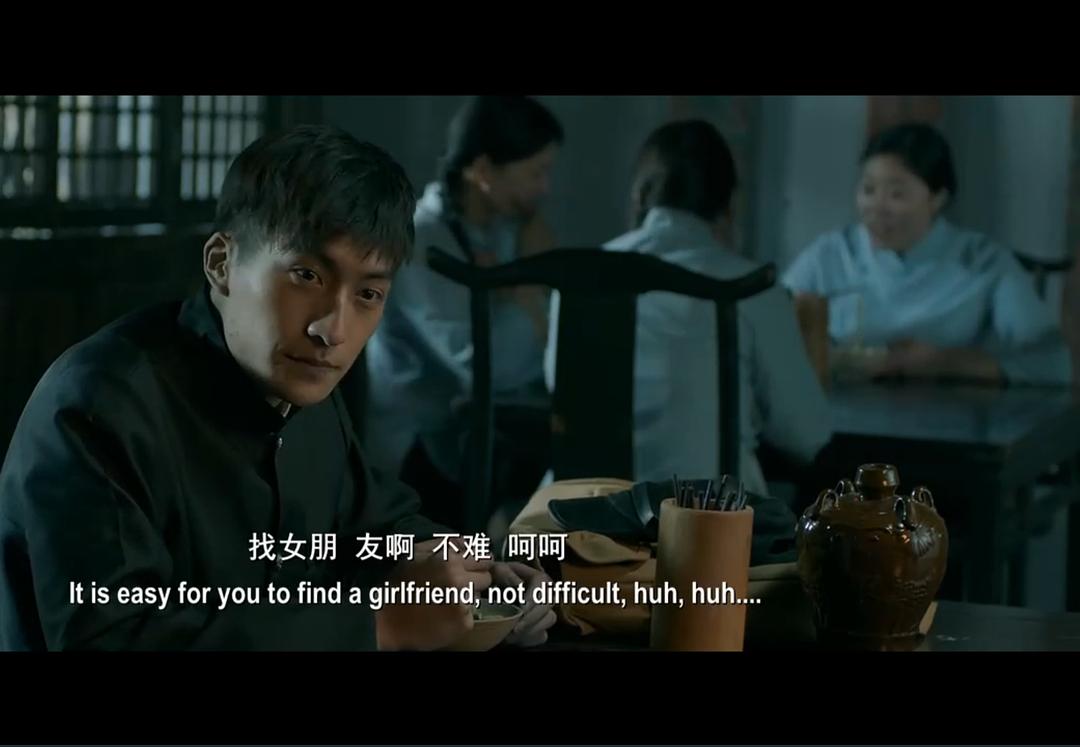 找女朋 友啊 不难 呵呵
It is easy for you to find a girlfriend, not difficult, huh, huh....